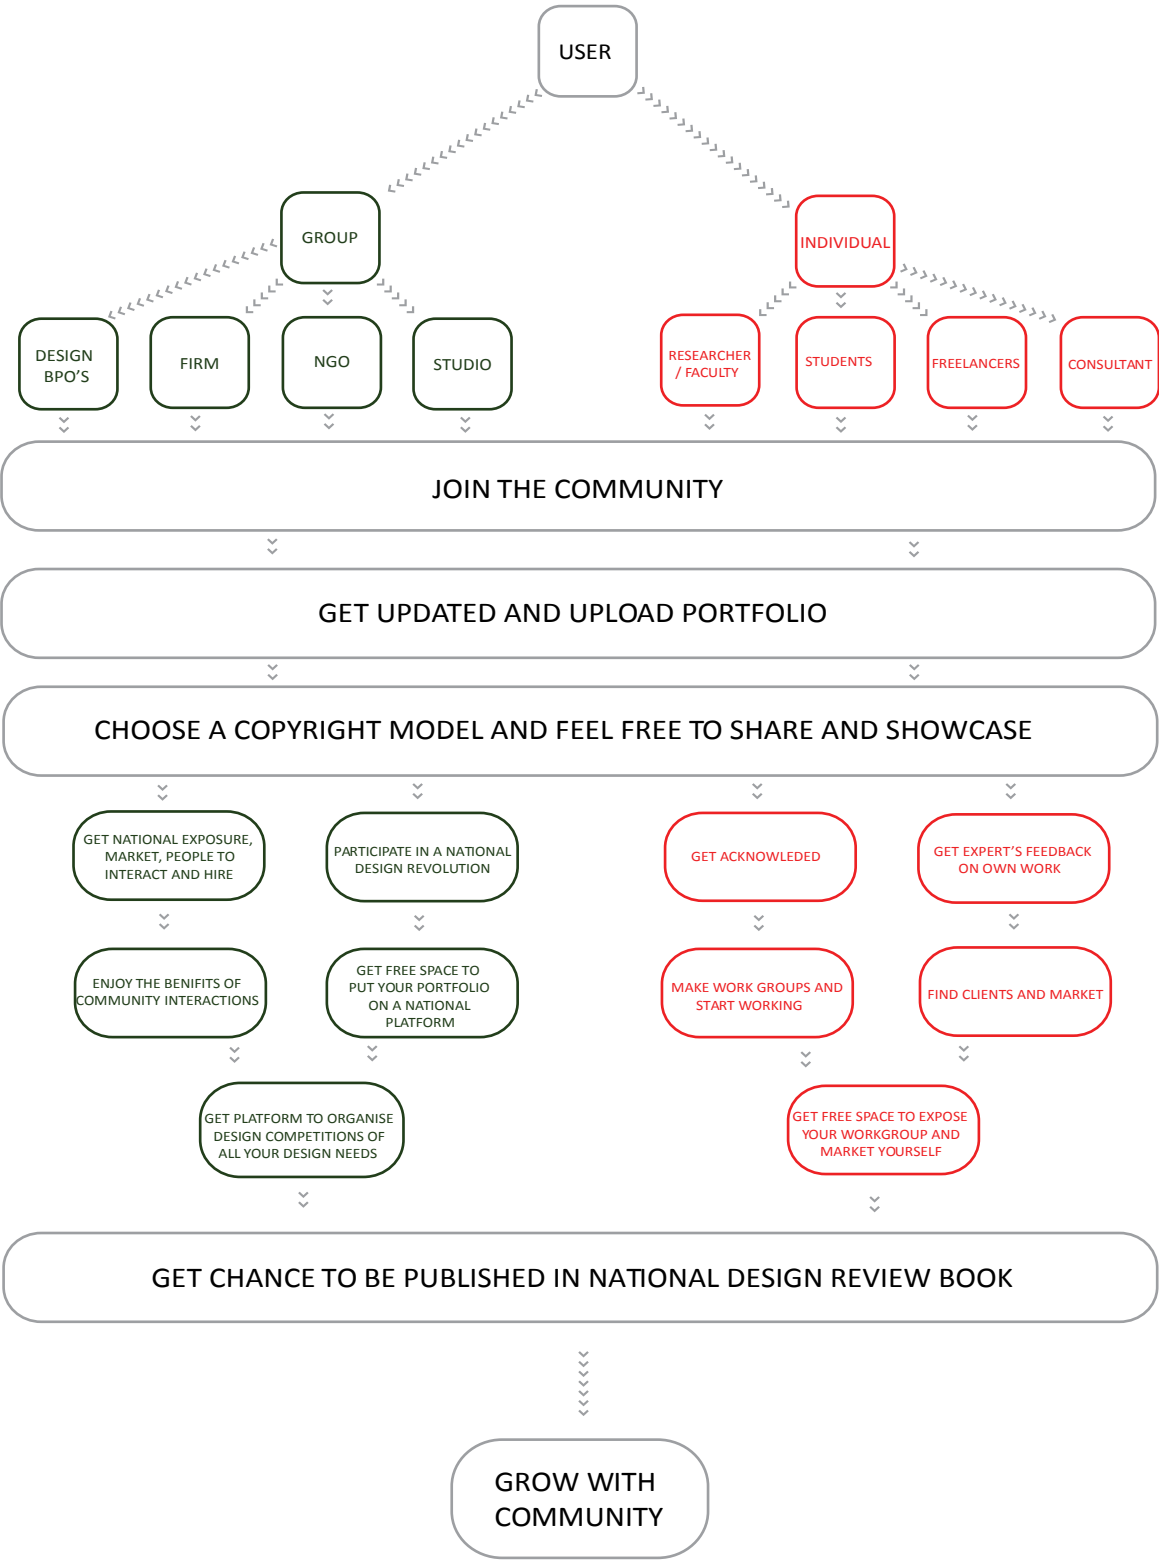 USER
GROUP
INDIVIDUAL
DESIGN
BPO’S
FIRM
NGO
STUDIO
RESEARCHER
/ FACULTY
STUDENTS
FREELANCERS
CONSULTANT
JOIN THE COMMUNITY
GET UPDATED AND UPLOAD PORTFOLIO
CHOOSE A COPYRIGHT MODEL AND FEEL FREE TO SHARE AND SHOWCASE
GET NATIONAL EXPOSURE,
MARKET, PEOPLE TO
INTERACT AND HIRE
PARTICIPATE IN A NATIONAL
DESIGN REVOLUTION
GET ACKNOWLEDED
GET EXPERT’S FEEDBACK
ON OWN WORK
ENJOY THE BENIFITS OF
COMMUNITY INTERACTIONS
GET FREE SPACE TO
PUT YOUR PORTFOLIO
ON A NATIONAL
PLATFORM
MAKE WORK GROUPS AND
START WORKING
FIND CLIENTS AND MARKET
GET PLATFORM TO ORGANISE
DESIGN COMPETITIONS OF
ALL YOUR DESIGN NEEDS
GET FREE SPACE TO EXPOSE
YOUR WORKGROUP AND
MARKET YOURSELF
GET CHANCE TO BE PUBLISHED IN NATIONAL DESIGN REVIEW BOOK
GROW WITH
COMMUNITY